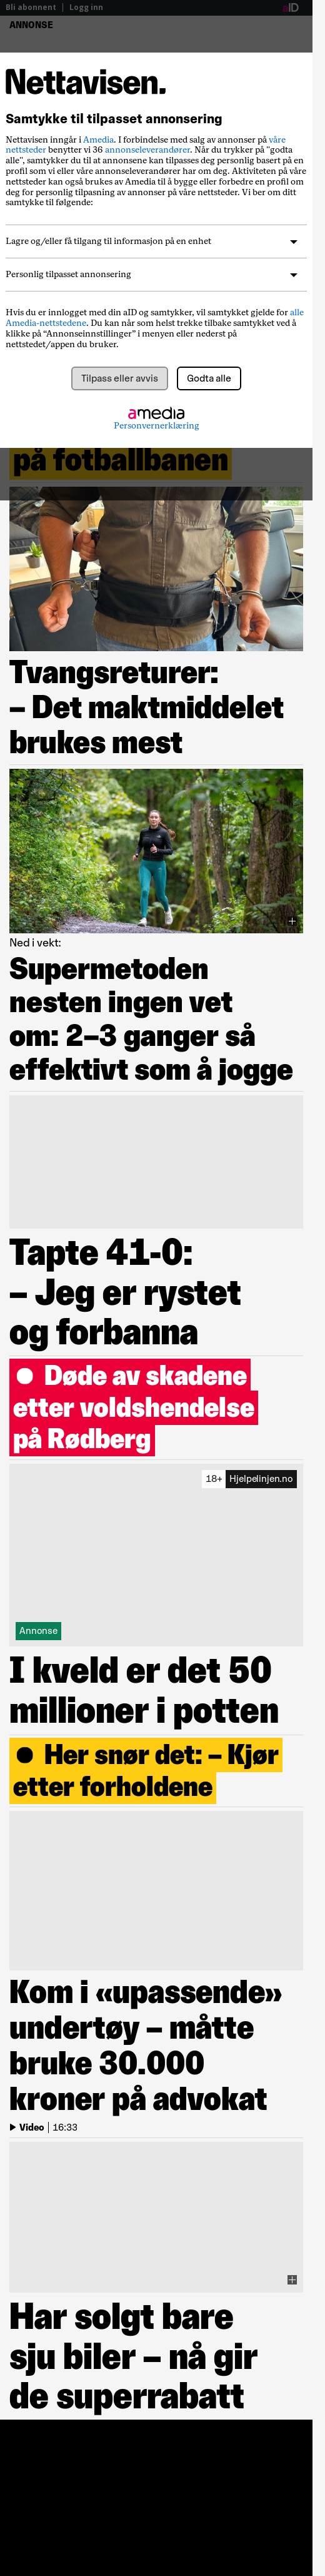 Bli abonnent | Logg inn
aID
ANNONSE
Nettavisen.
Samtykke til tilpasset annonsering
Nettavisen inngår i Amedia. I forbindelse med salg av annonser på våre
nettsteder benytter vi 36 annonseleverandører. Når du trykker på "godta
alle", samtykker du til at annonsene kan tilpasses deg personlig basert på en
profil som vi eller våre annonseleverandører har om deg. Aktiviteten på våre
nettsteder kan også brukes av Amedia til å bygge eller forbedre en profil om
deg for personlig tilpasning av annonser på våre nettsteder. Vi ber om ditt
samtykke til følgende:
Lagre og/eller få tilgang til informasjon på en enhet
Personlig tilpasset annonsering
Hvis du er innlogget med din aID og samtykker, vil samtykket gjelde for alle
Amedia-nettstedene. Du kan når som helst trekke tilbake samtykket ved å
klikke på “Annonseinnstillinger” i menyen eller nederst på
nettstedet/appen du bruker.
Tilpass eller avvis
Godta alle
amedia
Personvernerklæring
på fotballbanen
Tvangsreturer:
– Det maktmiddelet
brukes mest
Ned i vekt:
Supermetoden
nesten ingen vet
om: 2–3 ganger så
effektivt som å jogge
Tapte 41-0:
– Jeg er rystet
og forbanna
Døde av skadene
etter voldshendelse
på Rødberg
18+ Hjelpelinjen.no
Annonse
I kveld er det 50
millioner i potten
Her snør det: – Kjør
etter forholdene
Kom i «upassende»
undertøy – måtte
bruke 30.000
kroner på advokat
Video | 16:33
Har solgt bare
sju biler – nå gir
de superrabatt